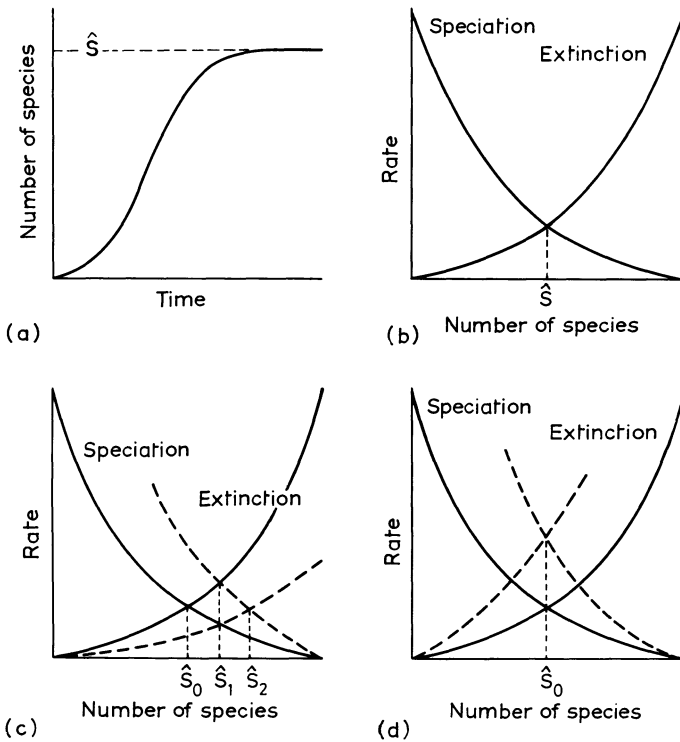 Ŝ
Number of species
Time
(a)
Speciation
Extinction
Rate
Ŝ
Number of species
(b)
Speciation
Extinction
Rate
Ŝ0 Ŝ1 Ŝ2
Number of species
(c)
Speciation
Extinction
Rate
Ŝ0
Number of species
(d)